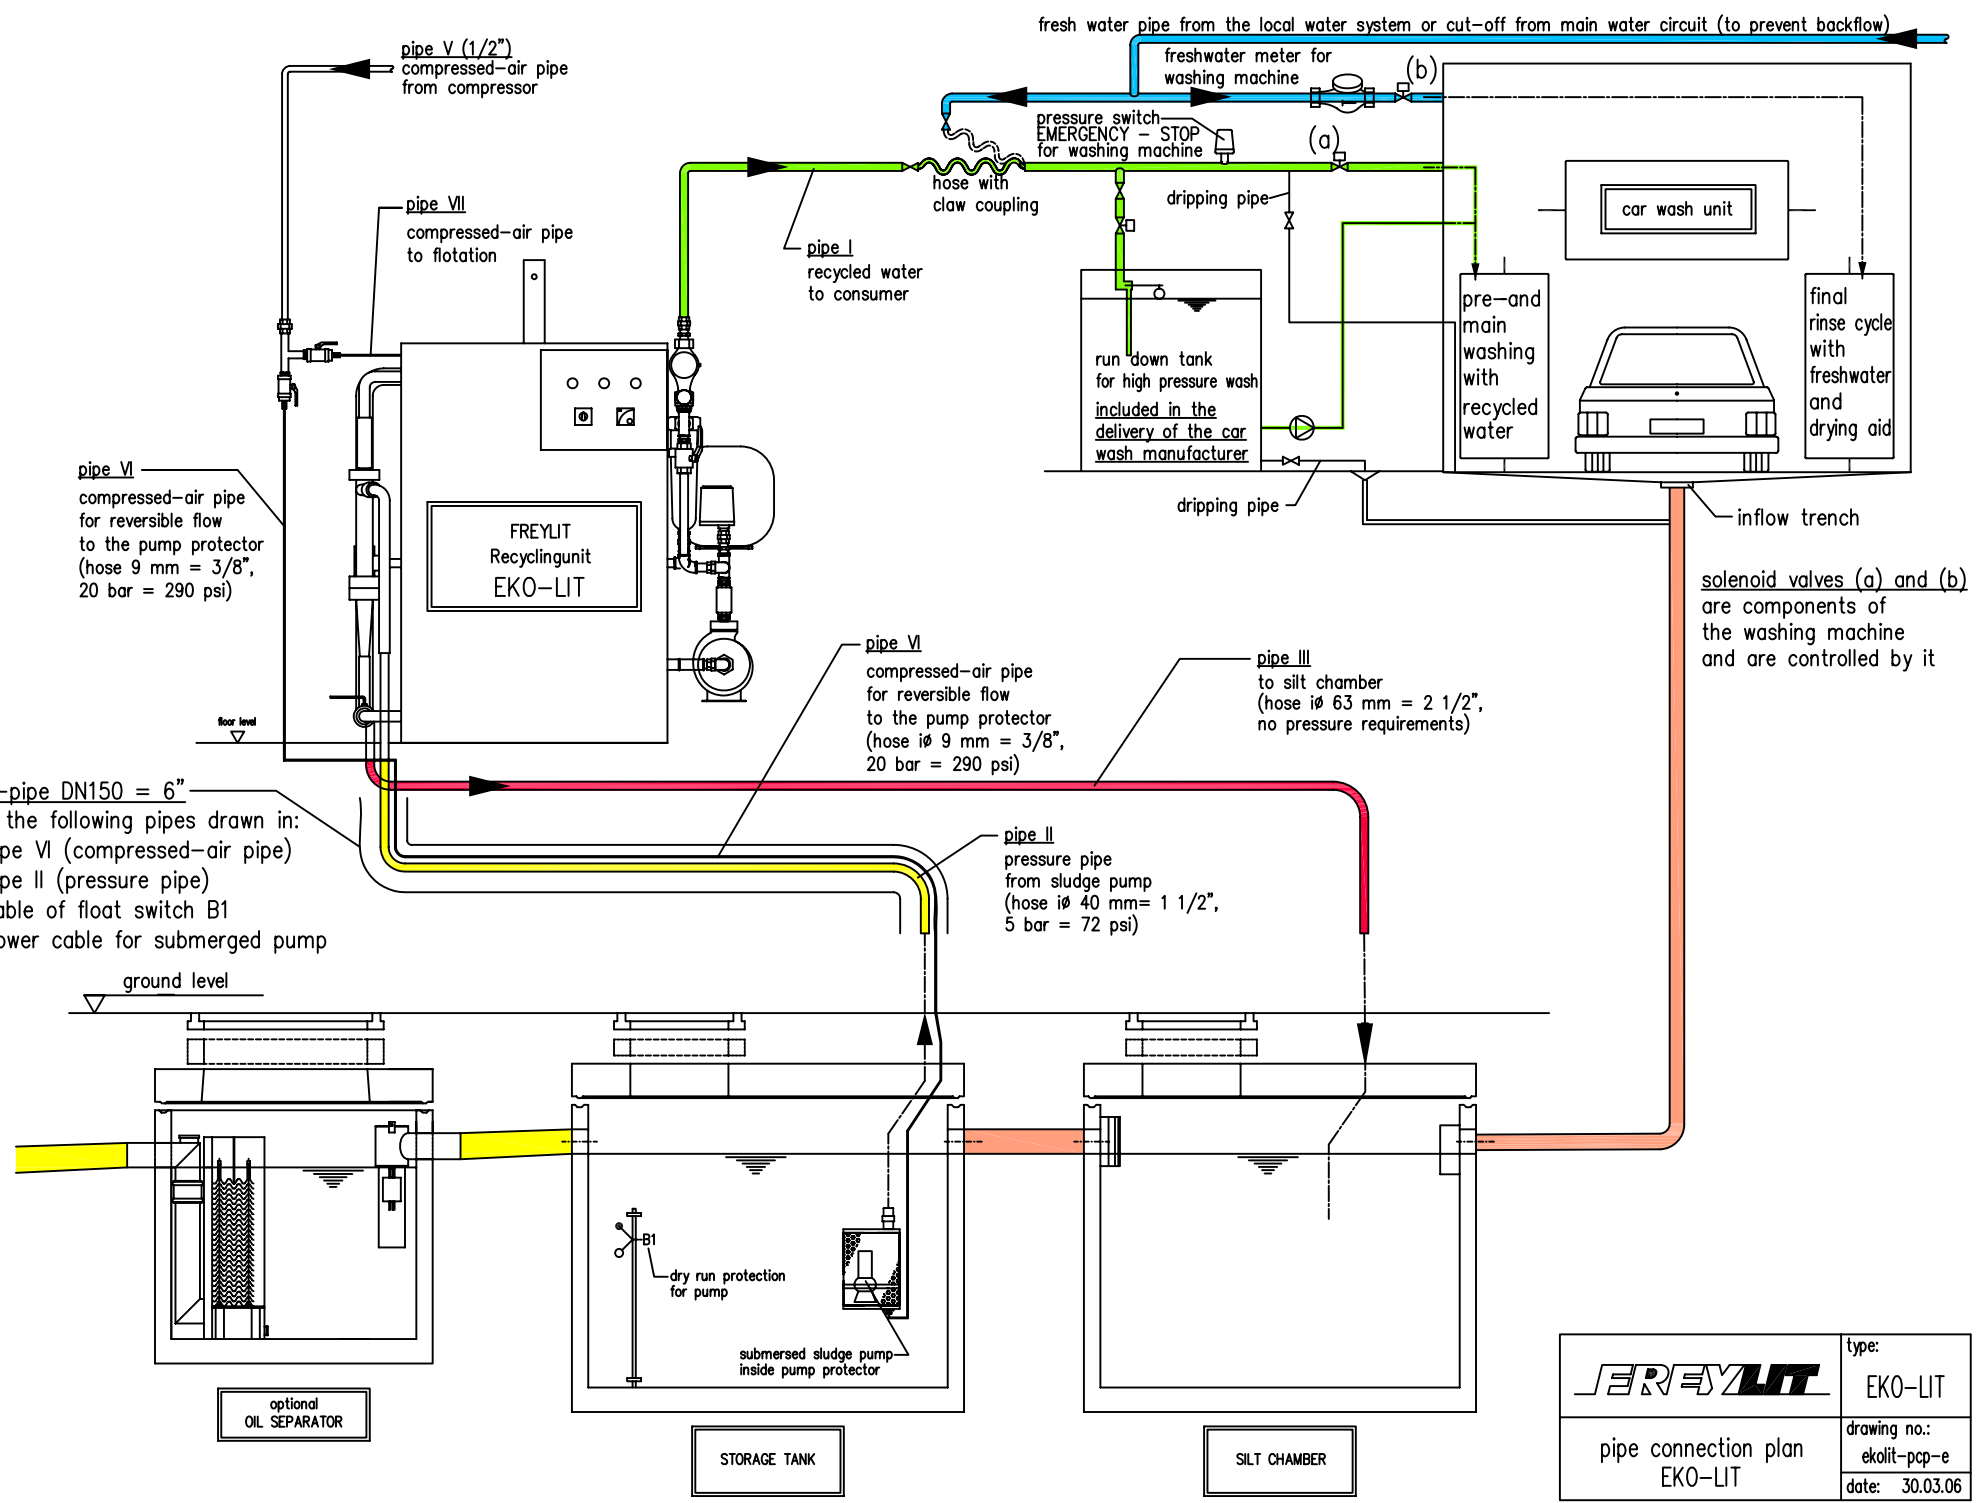 fresh water pipe from the local water system or cut-off from main water circuit (to prevent backflow)
pipe V (1/2")
compressed-air pipe
from compressor
freshwater meter for
washing machine
(b)
pressure switch
EMERGENCY - STOP
for washing machine
(a)
hose with
claw coupling
dripping pipe
car wash unit
pipe VII
compressed-air pipe
to flotation
pipe I
recycled water
to consumer
pre-and
main
washing
with
recycled
water
final
rinse cycle
with
freshwater
and
drying aid
run down tank
for high pressure wash
included in the
delivery of the car
wash manufacturer
dripping pipe
inflow trench
pipe VI
compressed-air pipe
for reversible flow
to the pump protector
(hose 9 mm = 3/8",
20 bar = 290 psi)
FREYLIT
Recyclingunit
EKO-LIT
solenoid valves (a) and (b)
are components of
the washing machine
and are controlled by it
floor level
pipe VI
compressed-air pipe
for reversible flow
to the pump protector
(hose iø 9 mm = 3/8",
20 bar = 290 psi)
pipe III
to silt chamber
(hose iø 63 mm = 2 1/2",
no pressure requirements)
-pipe DN150 = 6"
the following pipes drawn in:
pe VI (compressed-air pipe)
pe II (pressure pipe)
able of float switch B1
ower cable for submerged pump
pipe II
pressure pipe
from sludge pump
(hose iø 40 mm= 1 1/2",
5 bar = 72 psi)
ground level
B1
dry run protection
for pump
submersed sludge pump
inside pump protector
optional
OIL SEPARATOR
STORAGE TANK
SILT CHAMBER
FREYLIT
type:
EKO-LIT
pipe connection plan
EKO-LIT
drawing no.:
ekolit-pcp-e
date: 30.03.06